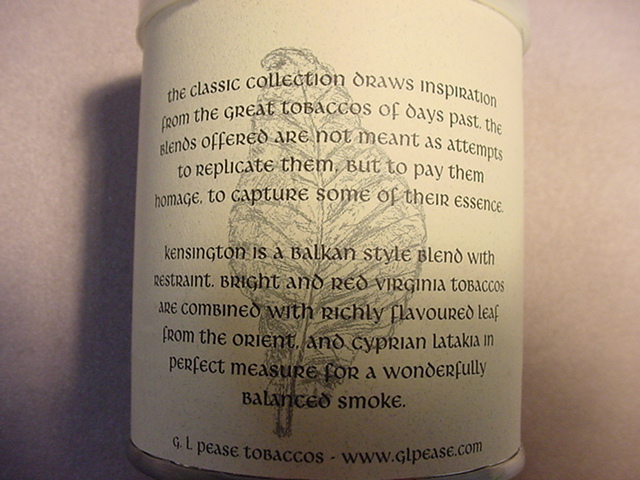 the classic collection draws inspiration
from the great tobaccos of days past. the
blends offered are not meant as attempts
to replicate them, but to pay them
homage, to capture some of their essence.
kensington is a balkan style blend with
restraint. bright and red virginia tobaccos
are combined with richly flavoured leaf
from the orient, and cyprian latakia in
perfect measure for a wonderfully
balanced smoke.
G. L. pease tobaccos - www.glpease.com